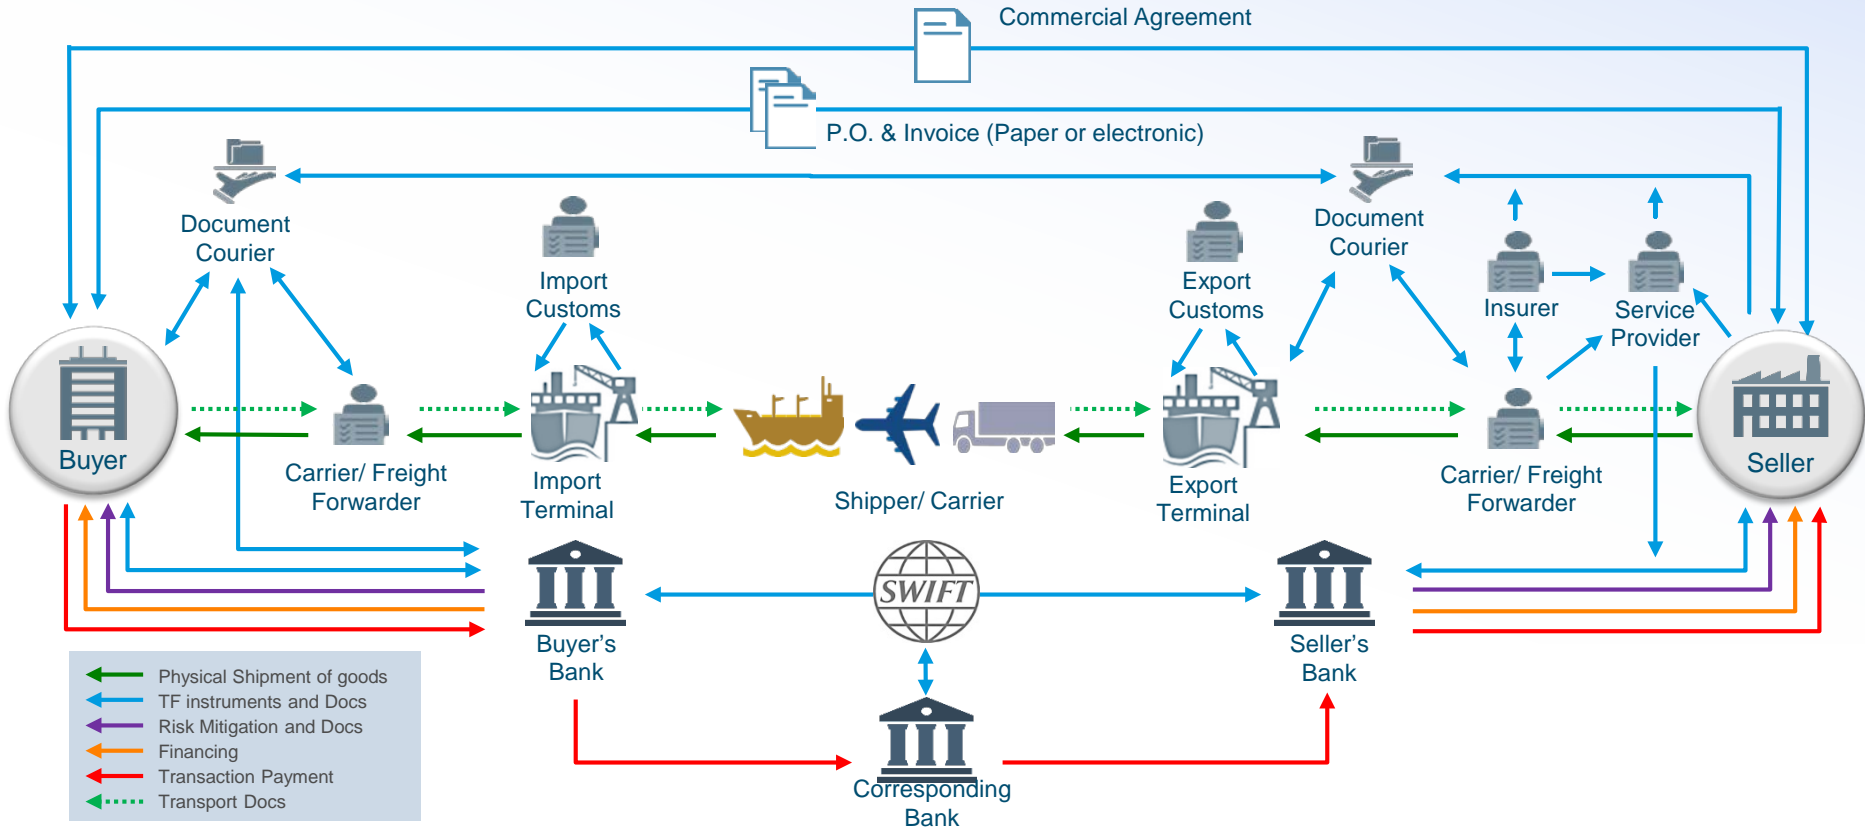 Commercial Agreement
P.O. & Invoice (Paper or electronic)
Document
Courier
Import
Customs
Export
Customs
Document
Courier
Insurer
Service
Provider
Buyer
Carrier/ Freight
Forwarder
Import
Terminal
Shipper/ Carrier
Export
Terminal
Carrier/ Freight
Forwarder
Seller
SWIFT
Buyer’s
Bank
Seller’s
Bank
Corresponding
Bank
Physical Shipment of goods
TF instruments and Docs
Risk Mitigation and Docs
Financing
Transaction Payment
Transport Docs